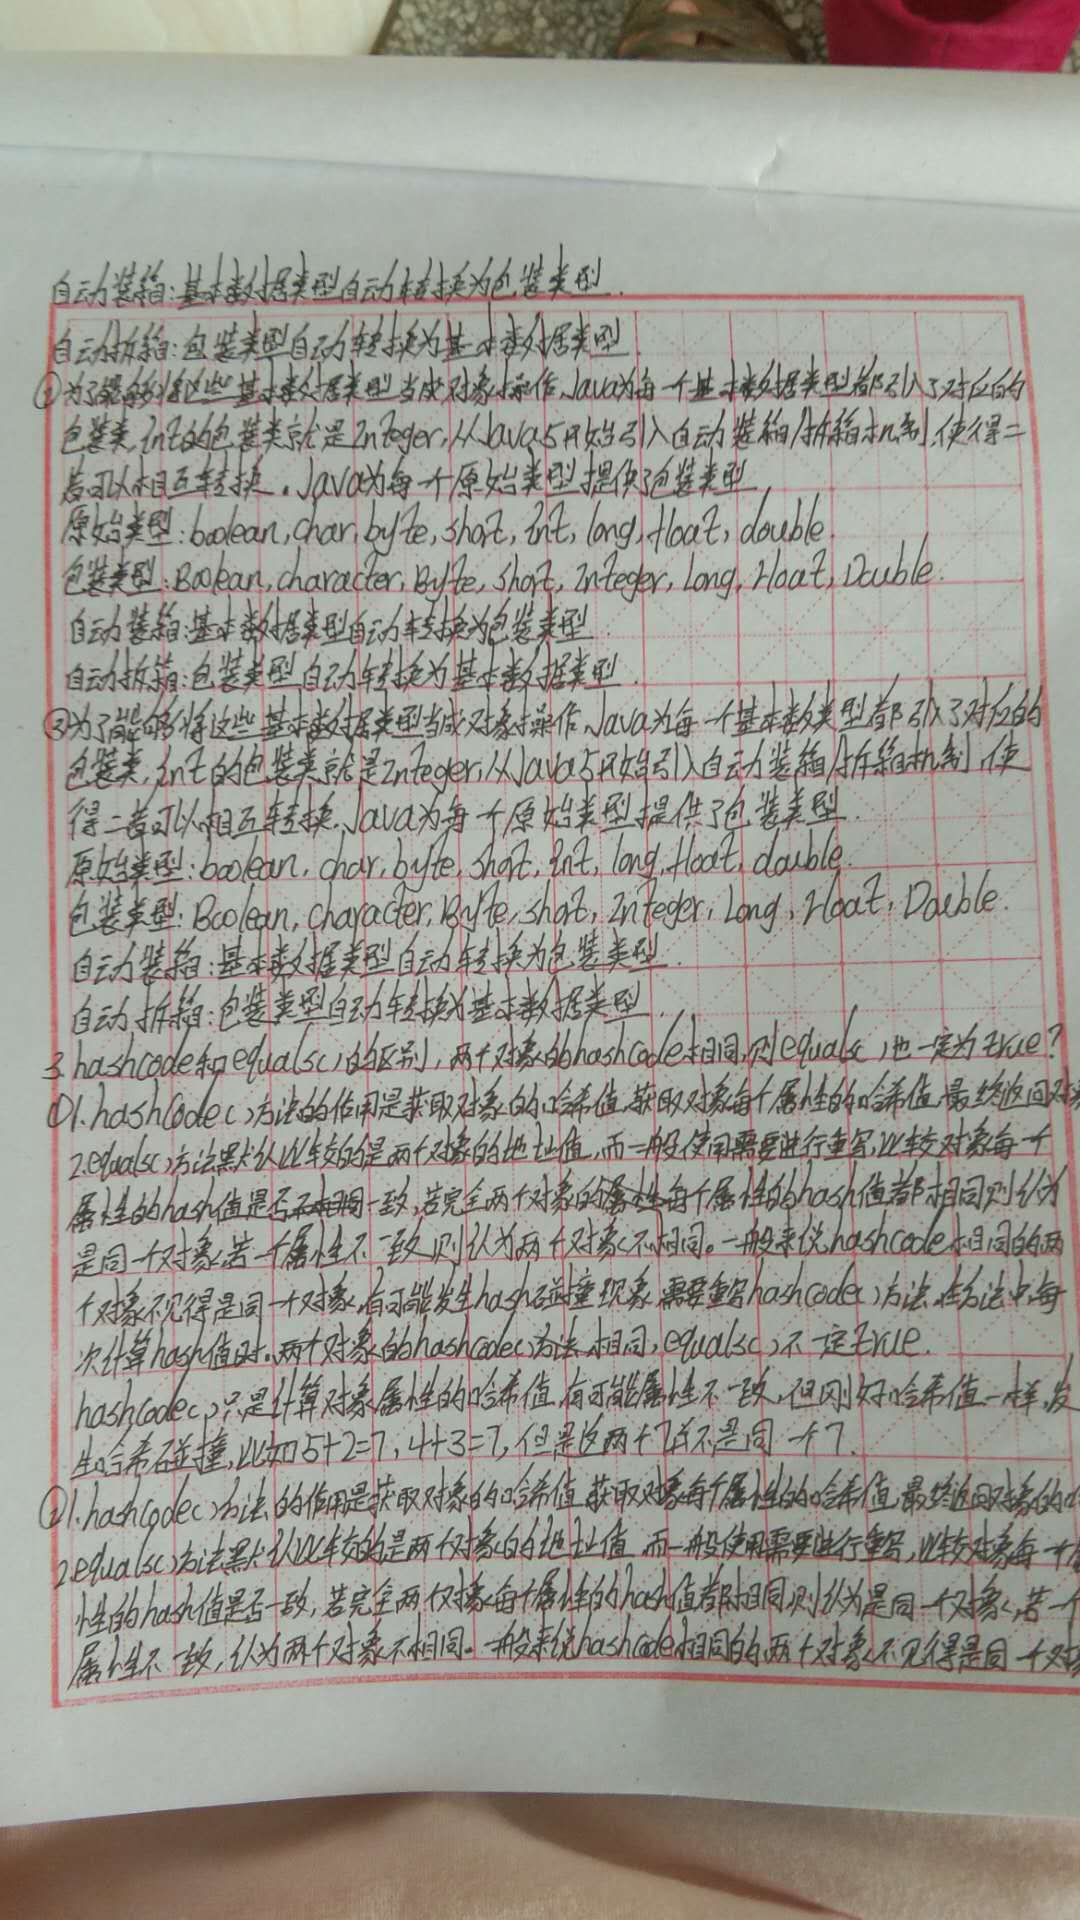 自动装箱:基本数据类型自动转换为包装类型.
自动拆箱:包装类型自动转换为基本数据类型.
②为了能够将这些基本数据类型当成对象操作,Java为每一个基本数据类型都引入了对应的
包装类,int的包装类就是Integer,从Java5开始引入自动装箱/拆箱机制,使得二
者可以相互转换。Java为每一个原始类型提供了包装类型,
原始类型:boolean,char,byte,short,int,long,float,double.
包装类型:Boolean,character,Byte,short,Integer,Long,Float,Double.
自动装箱:基本数据类型自动转换为包装类型.
自动拆箱:包装类型自动转换为基本数据类型.
③为了能够将这些基本数据类型当成对象操作,Java为每一个基本数类型都引入了对应的
包装类,int的包装类就是Integer,从Java5开始引入自动装箱/拆箱机制,使
得二者可以相互转换.Java为每一个原始类型提供了包装类型.
原始类型:boolean,char,byte,short,int,long,float,double.
包装类型:Boolean,character,Byte,short,Integer,Long,Float,Double.
自动装箱:基本数据类型自动转换为包装类型.
自动拆箱:包装类型自动转换为基本数据类型.
3.hashCode和equals()的区别,两个对象的hashCode相同,则equals()也一定为true?
①1.hashCode()方法的作用是获取对象的哈希值,获取对象每个属性的哈希值,最终返回对象
2.equals()方法默认比较的是两个对象的地址值,而一般使用需要进行重写,比较对象每一个
属性的hash值是否一致,若完全两个对象的每个属性的hash值都相同则认为
是同一个对象,若一个属性不一致,则认为两个对象不相同。一般来说hashCode相同的两
个对象不见得是同一个对象,有可能发生hash碰撞现象,需要重写hashCode()方法,在方法中,每
次计算hash值时.两个对象的hashCode()方法相同,equals()不一定true.
hashCode()只是计算对象属性的哈希值,有可能属性不一致,但刚好哈希值一样,发
生哈希碰撞,比如5+2=7,4+3=7,但是这两个7并不是同一个7.
②1.hashCode()方法的作用是获取对象的哈希值,获取对象每个属性的哈希值,最终返回对象的
2.equals()方法默认比较的是两个对象的地址值,而一般使用需要进行重写,比较对象每一个
性的hash值是否一致,若完全两个对象每个属性的hash值都相同,则认为是同一个对象,若一个
属性不一致,认为两个对象不相同。一般来说hashCode相同的两个对象不见得是同一个对